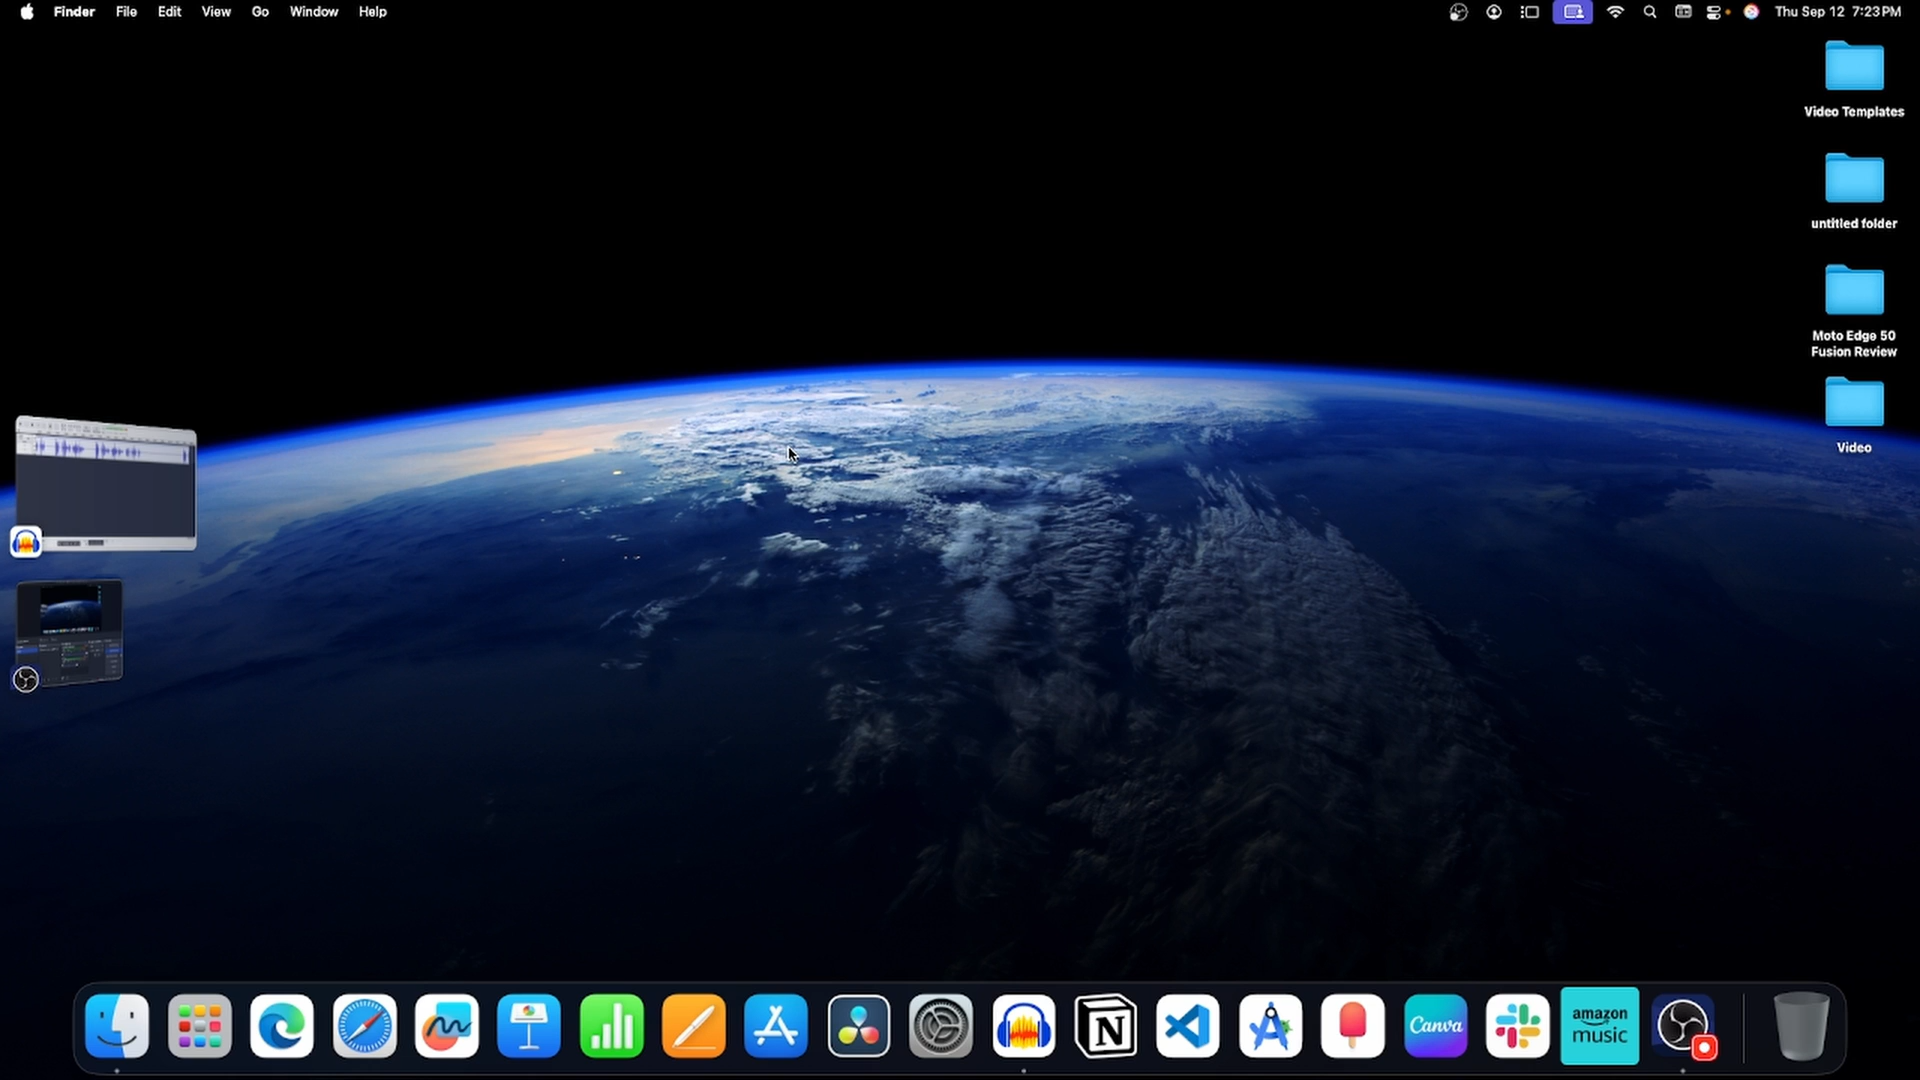 Finder File Edit View Go Window Help
Thu Sep 12 7:23 PM
Video Templates
untitled folder
Moto Edge 50
Fusion Review
Video
N
Canva
amazon
music